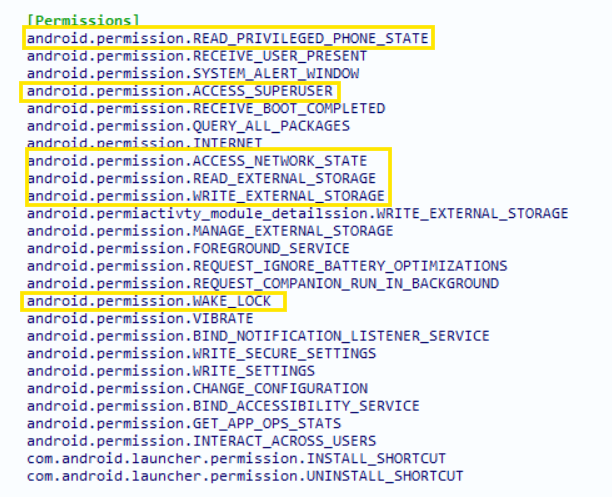 [Permissions]
android.permission.READ_PRIVILEGED_PHONE_STATE
android.permission.RECEIVE_USER_PRESENT
android.permission.SYSTEM_ALERT_WINDOW
android.permission.ACCESS_SUPERUSER
android.permission.RECEIVE_BOOT_COMPLETED
android.permission.QUERY_ALL_PACKAGES
android.permission.INTERNET
android.permission.ACCESS_NETWORK_STATE
android.permission.READ_EXTERNAL_STORAGE
android.permission.WRITE_EXTERNAL_STORAGE
android.permiactivty_module_detailssion.WRITE_EXTERNAL_STORAGE
android.permission.MANAGE_EXTERNAL_STORAGE
android.permission.FOREGROUND_SERVICE
android.permission.REQUEST_IGNORE_BATTERY_OPTIMIZATIONS
android.permission.REQUEST_COMPANION_RUN_IN_BACKGROUND
android.permission.WAKE_LOCK
android.permission.VIBRATE
android.permission.BIND_NOTIFICATION_LISTENER_SERVICE
android.permission.WRITE_SECURE_SETTINGS
android.permission.WRITE_SETTINGS
android.permission.CHANGE_CONFIGURATION
android.permission.BIND_ACCESSIBILITY_SERVICE
android.permission.GET_APP_OPS_STATS
android.permission.INTERACT_ACROSS_USERS
com.android.launcher.permission.INSTALL_SHORTCUT
com.android.launcher.permission.UNINSTALL_SHORTCUT